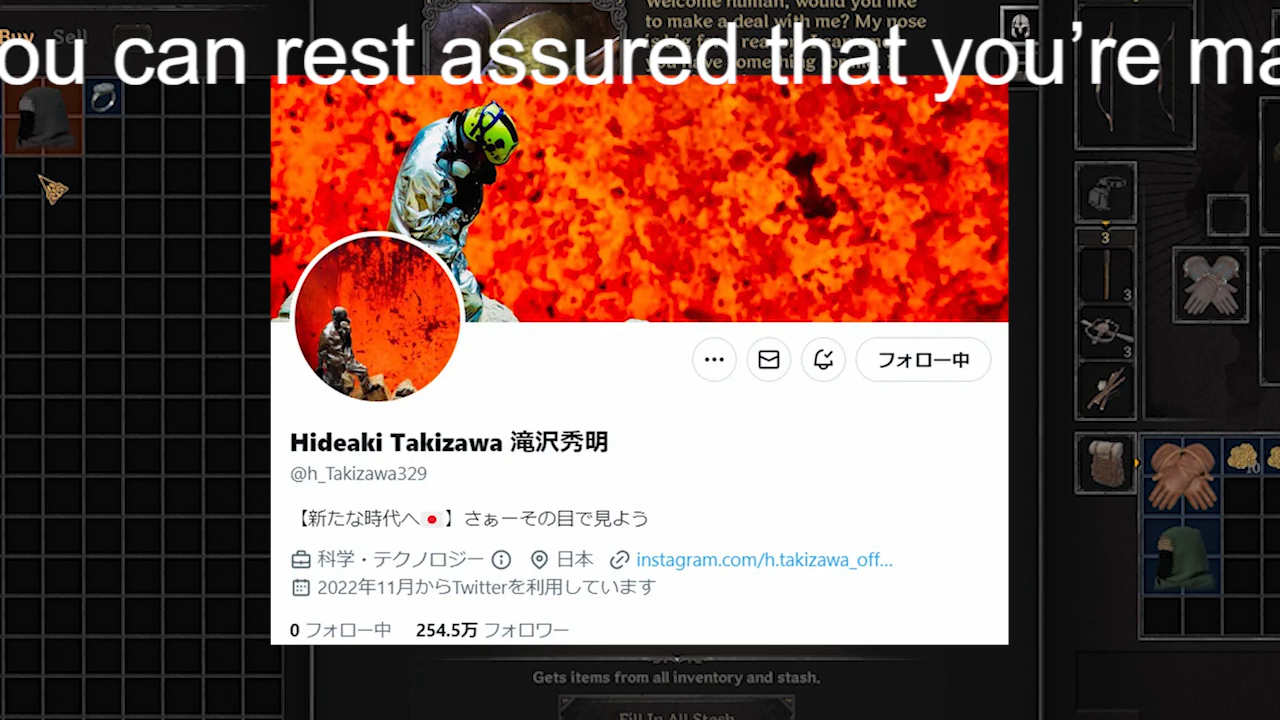 Welcome human, would you like
to make a deal with me? My nose
ou can rest assured that you're ma
Buy Sell
3
3
3
10
フォロー中
Hideaki Takizawa 滝沢秀明
@h_Takizawa329
【新たな時代へ🇯🇵】さぁーその目で見よう
科学・テクノロジー 日本 instagram.com/h.takizawa_off...
2022年11月からTwitterを利用しています
0 フォロー中 254.5万 フォロワー
Gets items from all inventory and stash.
Fill In All Stash